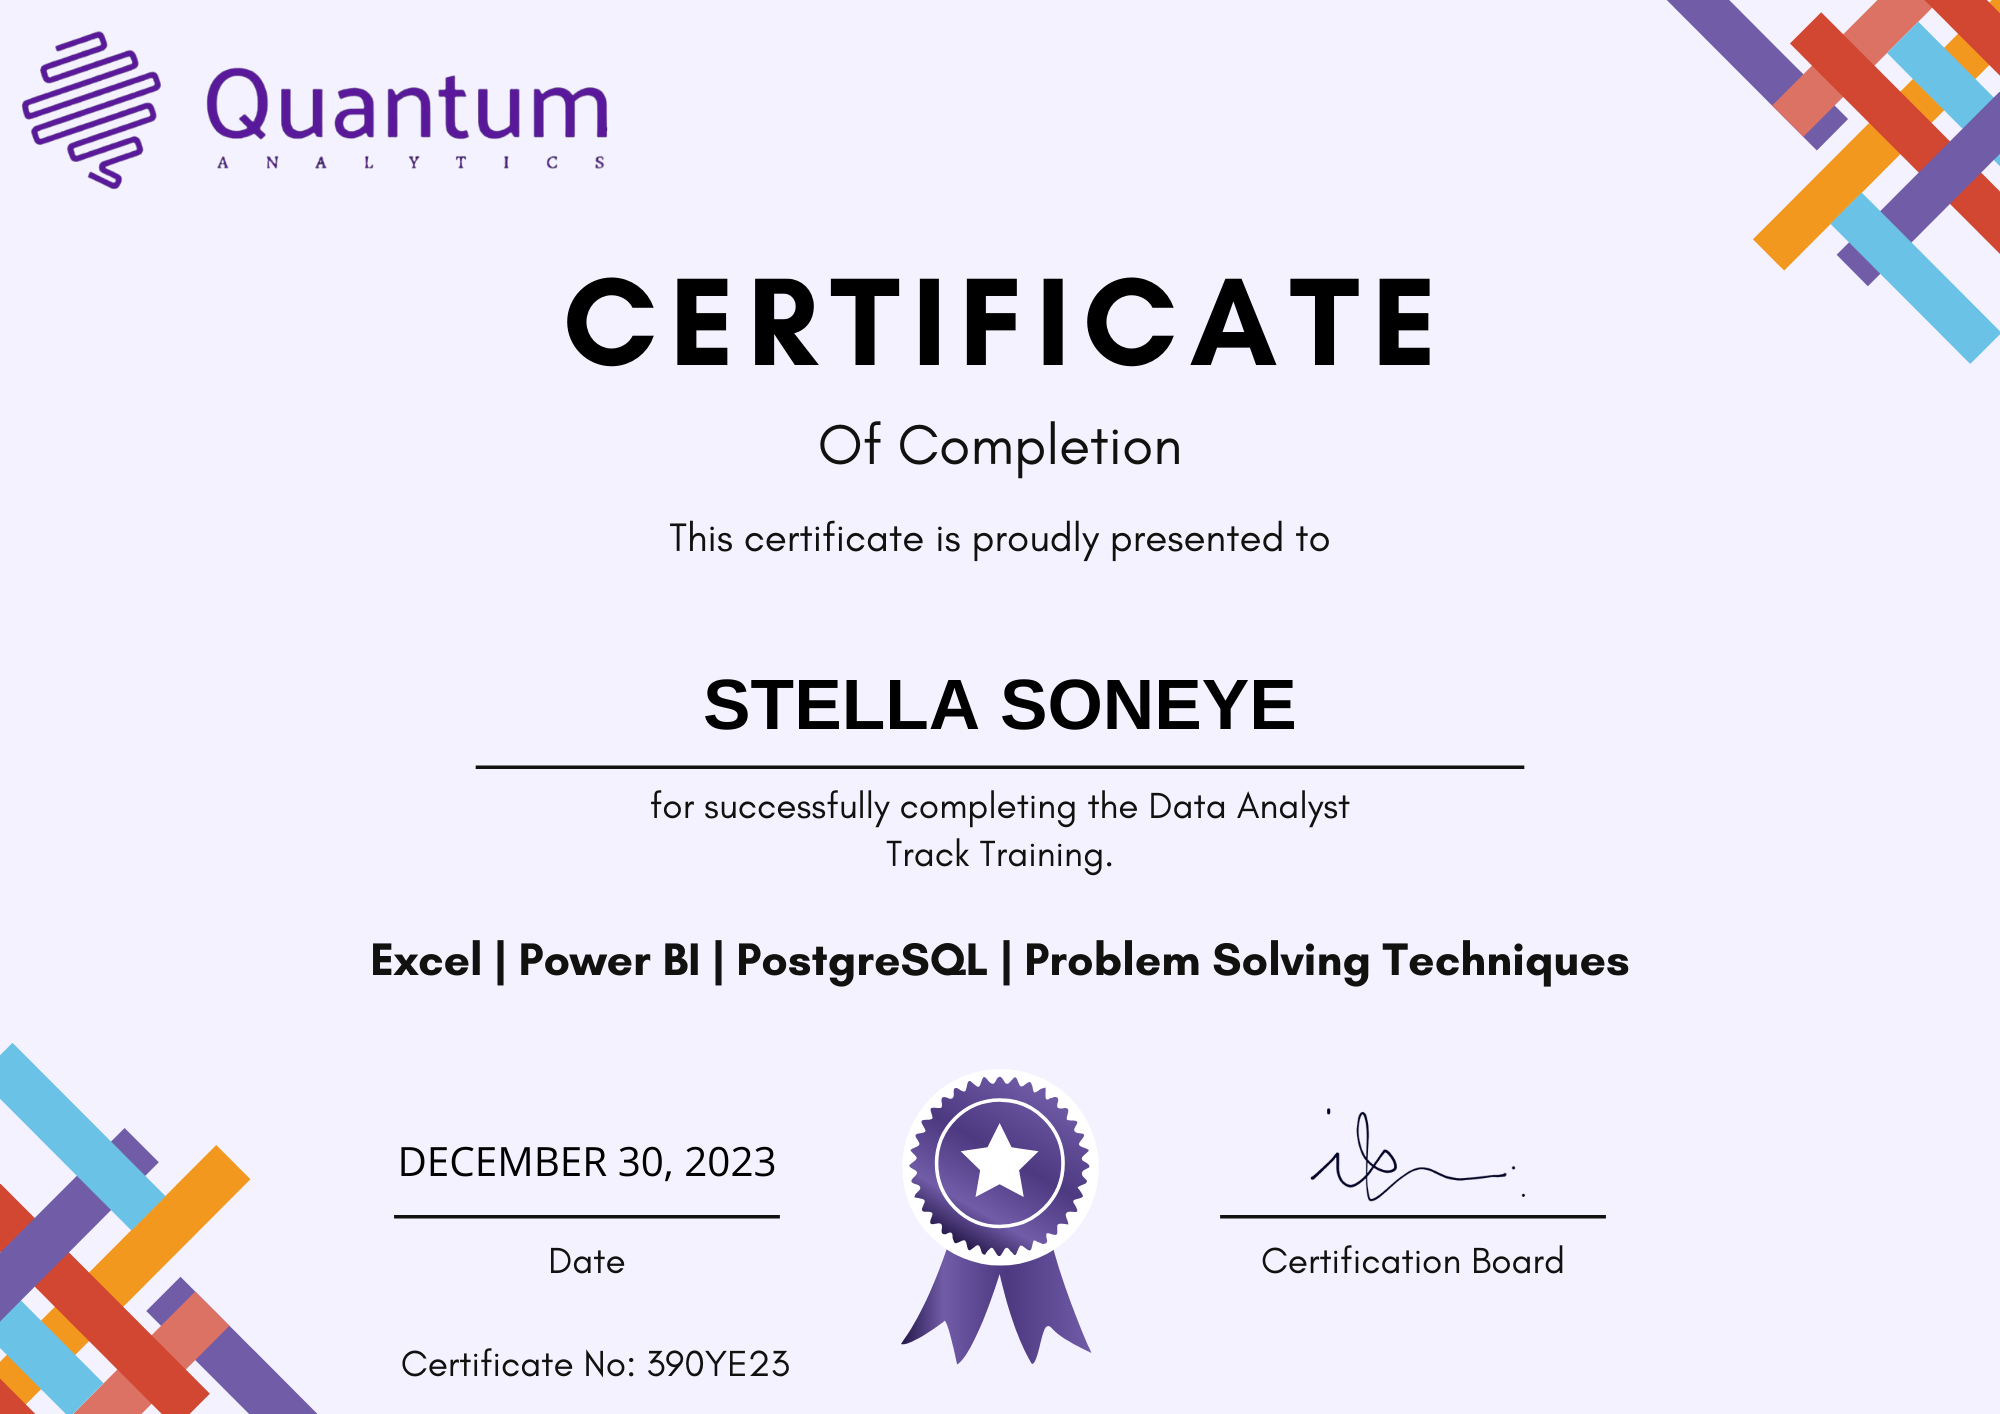 Quantum
ANALYTICS
CERTIFICATE
Of Completion
This certificate is proudly presented to
STELLA SONEYE
for successfully completing the Data Analyst
Track Training.
Excel | Power BI | PostgreSQL | Problem Solving Techniques
DECEMBER 30, 2023
Date
Certification Board
Certificate No: 390YE23